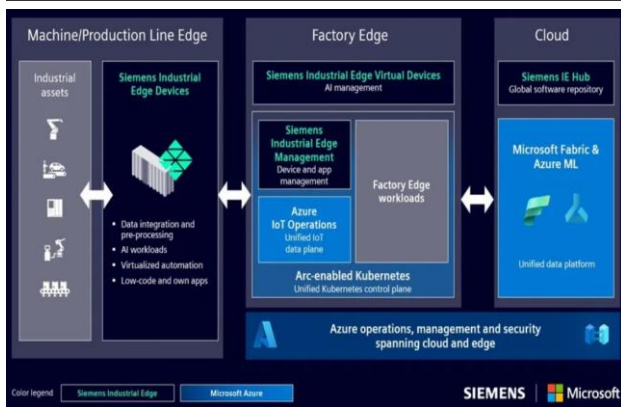 Machine/Production Line Edge
Industrial
assets
Siemens Industrial
Edge Devices
• Data integration and
pre-processing
• AI workloads
• Virtualized automation
• Low-code and own apps
Factory Edge
Siemens Industrial Edge Virtual Devices
AI management
Siemens
Industrial Edge
Management
Device and app
management
Azure
IoT Operations
Unified IoT
data plane
Factory Edge
workloads
Arc-enabled Kubernetes
Unified Kubernetes control plane
Cloud
Siemens IE Hub
Global software repository
Microsoft Fabric &
Azure ML
Unified data platform
Azure operations, management and security
spanning cloud and edge
Color legend
Siemens Industrial Edge
Microsoft Azure
SIEMENS
Microsoft